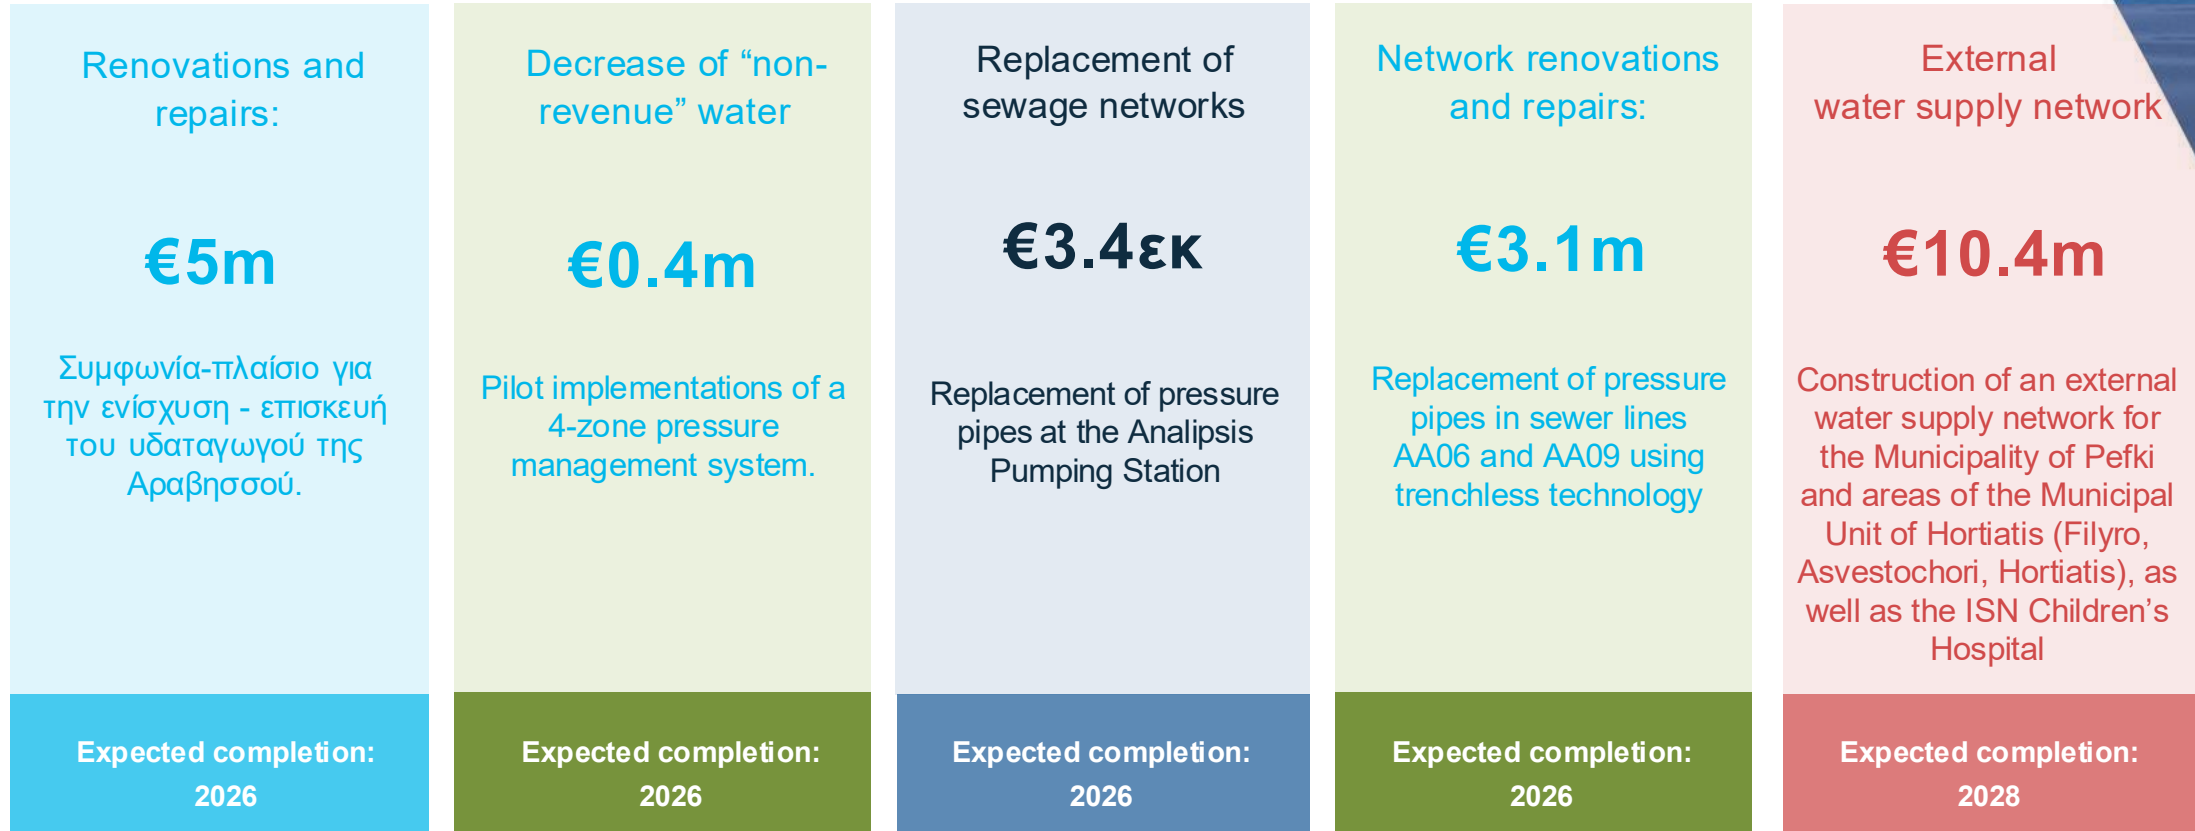 Renovations and
repairs:
€5m
Συμφωνία-πλαίσιο για
την ενίσχυση - επισκευή
του υδαταγωγού της
Αραβησσού.
Expected completion:
2026
Decrease of “non-
revenue” water
€0.4m
Pilot implementations of a
4-zone pressure
management system.
Expected completion:
2026
Replacement of
sewage networks
€3.4εκ
Replacement of pressure
pipes at the Analipsis
Pumping Station
Expected completion:
2026
Network renovations
and repairs:
€3.1m
Replacement of pressure
pipes in sewer lines
AA06 and AA09 using
trenchless technology
Expected completion:
2026
External
water supply network
€10.4m
Construction of an external
water supply network for
the Municipality of Pefki
and areas of the Municipal
Unit of Hortiatis (Filyro,
Asvestochori, Hortiatis), as
well as the ISN Children’s
Hospital
Expected completion:
2028